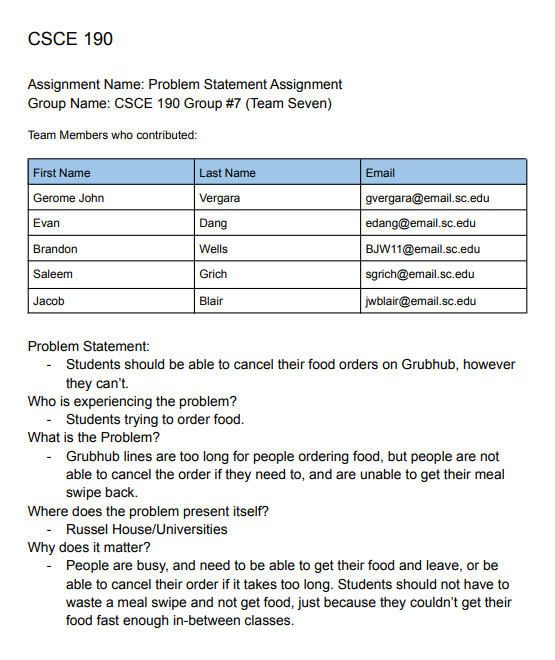 CSCE 190
Assignment Name: Problem Statement Assignment
Group Name: CSCE 190 Group #7 (Team Seven)
Team Members who contributed:
First Name Last Name Email
Gerome John Vergara gvergara@email.sc.edu
Evan Dang edang@email.sc.edu
Brandon Wells BJW11@email.sc.edu
Saleem Grich sgrich@email.sc.edu
Jacob Blair jwblair@email.sc.edu
Problem Statement:
- Students should be able to cancel their food orders on Grubhub, however
they can't.
Who is experiencing the problem?
- Students trying to order food.
What is the Problem?
- Grubhub lines are too long for people ordering food, but people are not
able to cancel the order if they need to, and are unable to get their meal
swipe back.
Where does the problem present itself?
- Russel House/Universities
Why does it matter?
- People are busy, and need to be able to get their food and leave, or be
able to cancel their order if it takes too long. Students should not have to
waste a meal swipe and not get food, just because they couldn't get their
food fast enough in-between classes.